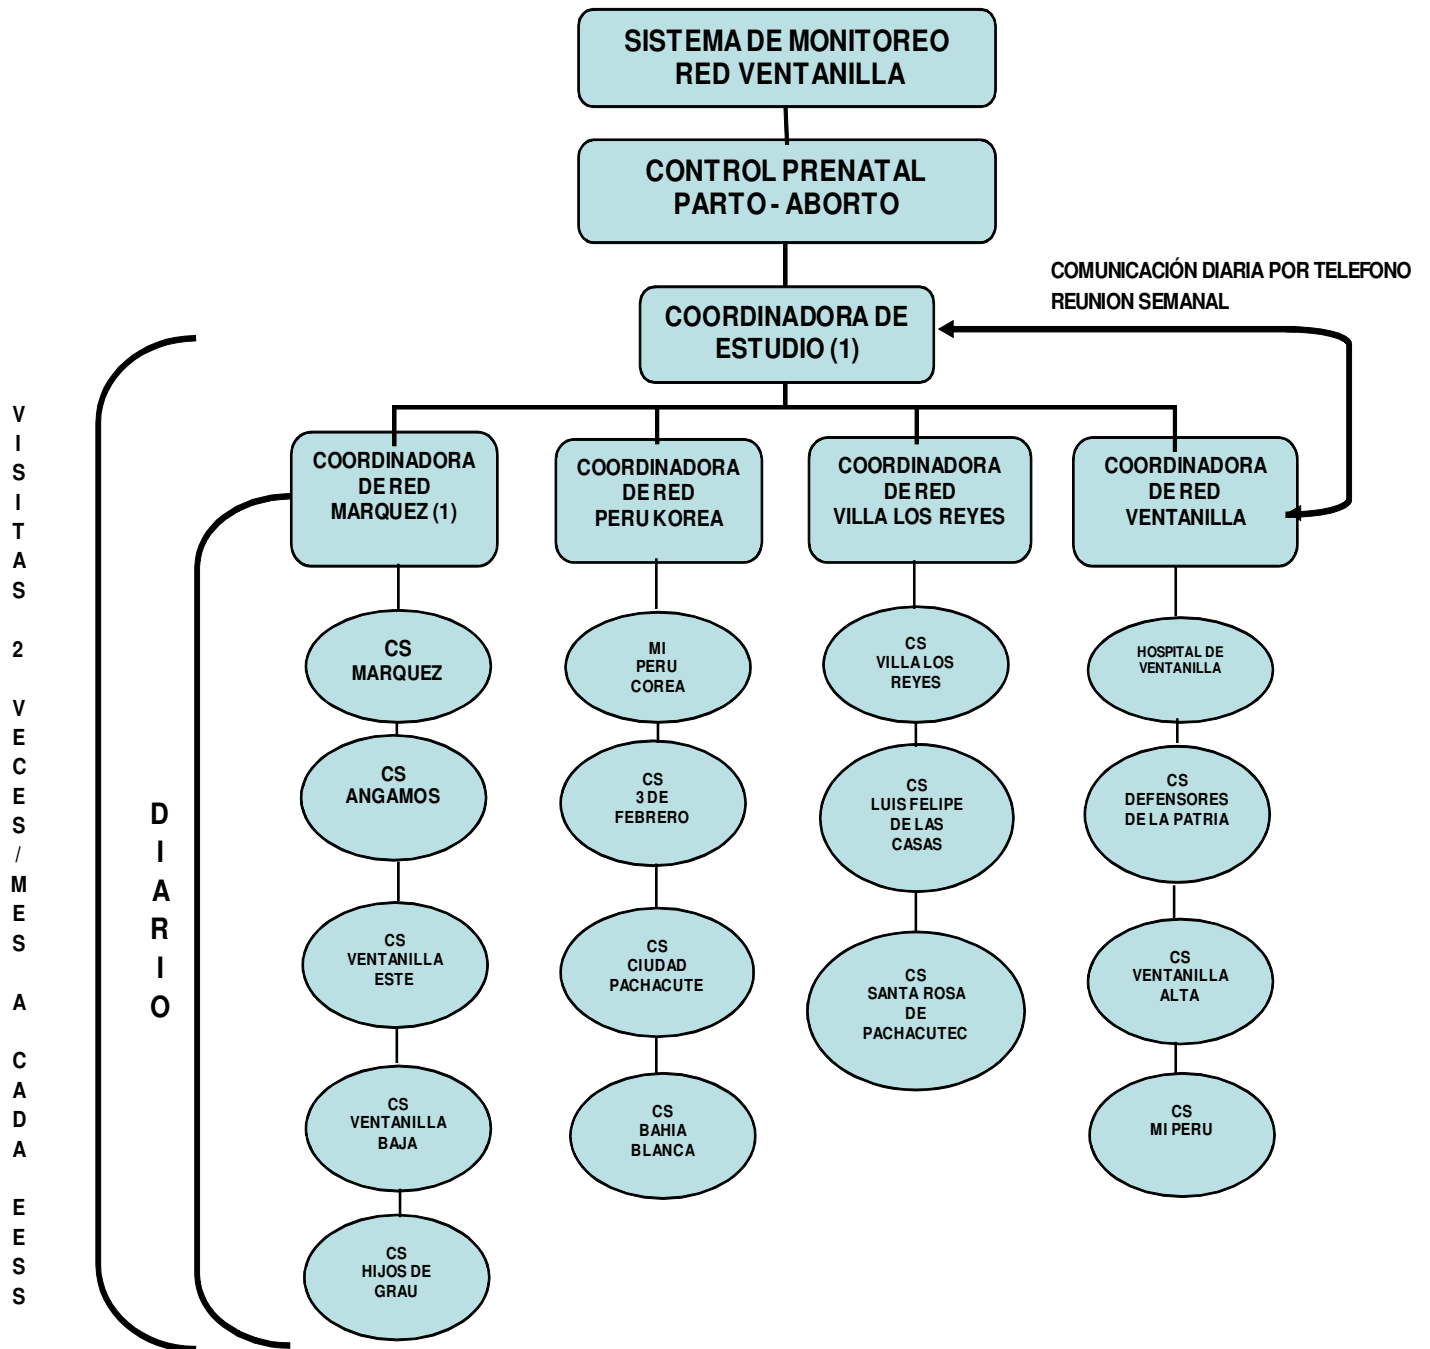 SISTEMA DE MONITOREO
RED VENTANILLA
CONTROL PRENATAL
PARTO - ABORTO
COMUNICACIÓN DIARIA POR TELEFONO
REUNION SEMANAL
COORDINADORA DE
ESTUDIO (1)
VISITAS 2 VECES/MES A CADA EESS
DIARIO
COORDINADORA
DE RED
MARQUEZ (1)
COORDINADORA
DE RED
PERU KOREA
COORDINADORA
DE RED
VILLA LOS REYES
COORDINADORA
DE RED
VENTANILLA
CS
MARQUEZ
CS
ANGAMOS
CS
VENTANILLA
ESTE
CS
VENTANILLA
BAJA
CS
HIJOS DE
GRAU
MI
PERU
COREA
CS
3 DE
FEBRERO
CS
CIUDAD
PACHACUTE
CS
BAHIA
BLANCA
CS
VILLA LOS
REYES
CS
LUIS FELIPE
DE LAS
CASAS
CS
SANTA ROSA
DE
PACHACUTEC
HOSPITAL DE
VENTANILLA
CS
DEFENSORES
DE LA PATRIA
CS
VENTANILLA
ALTA
CS
MI PERU